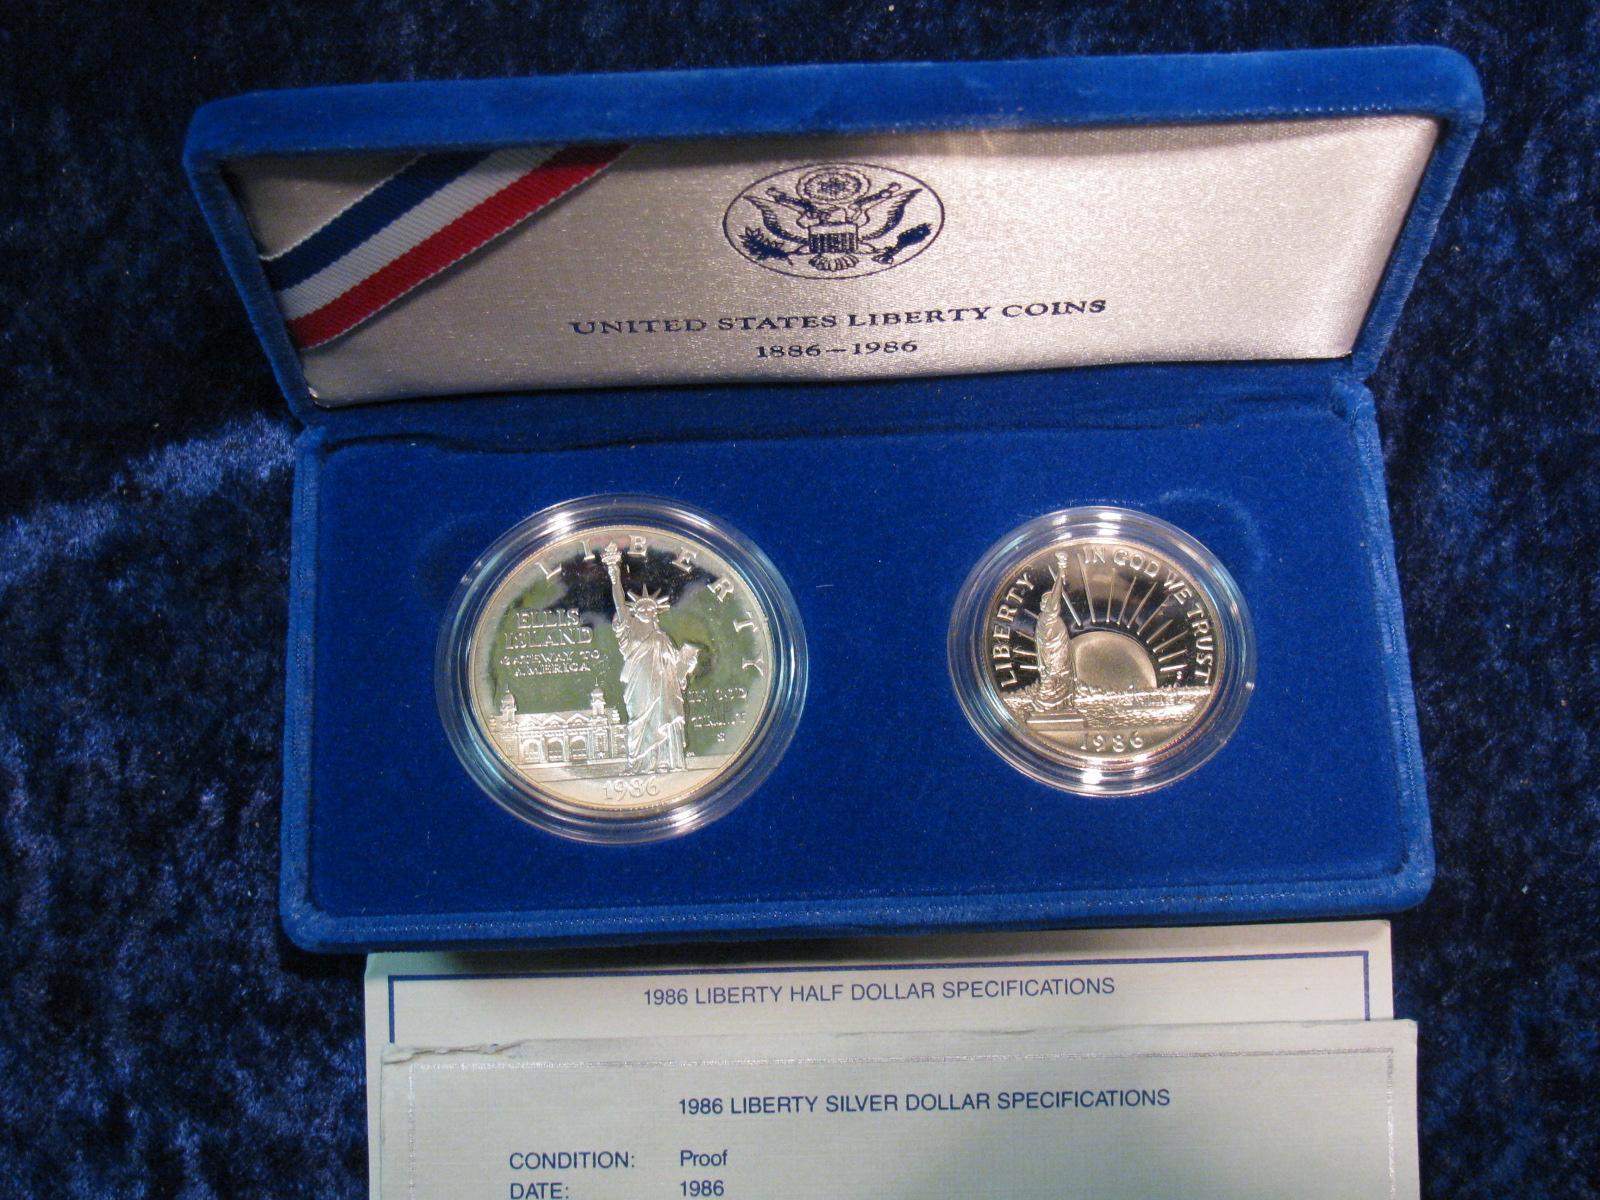 UNITED STATES LIBERTY COINS
1886–1986
LIBERTY
ELLIS
ISLAND
GATEWAY TO
AMERICA
IN GOD
TRUST
S
1986
LIBERTY
IN GOD WE TRUST
1986
1986 LIBERTY HALF DOLLAR SPECIFICATIONS
1986 LIBERTY SILVER DOLLAR SPECIFICATIONS
CONDITION: Proof
DATE: 1986